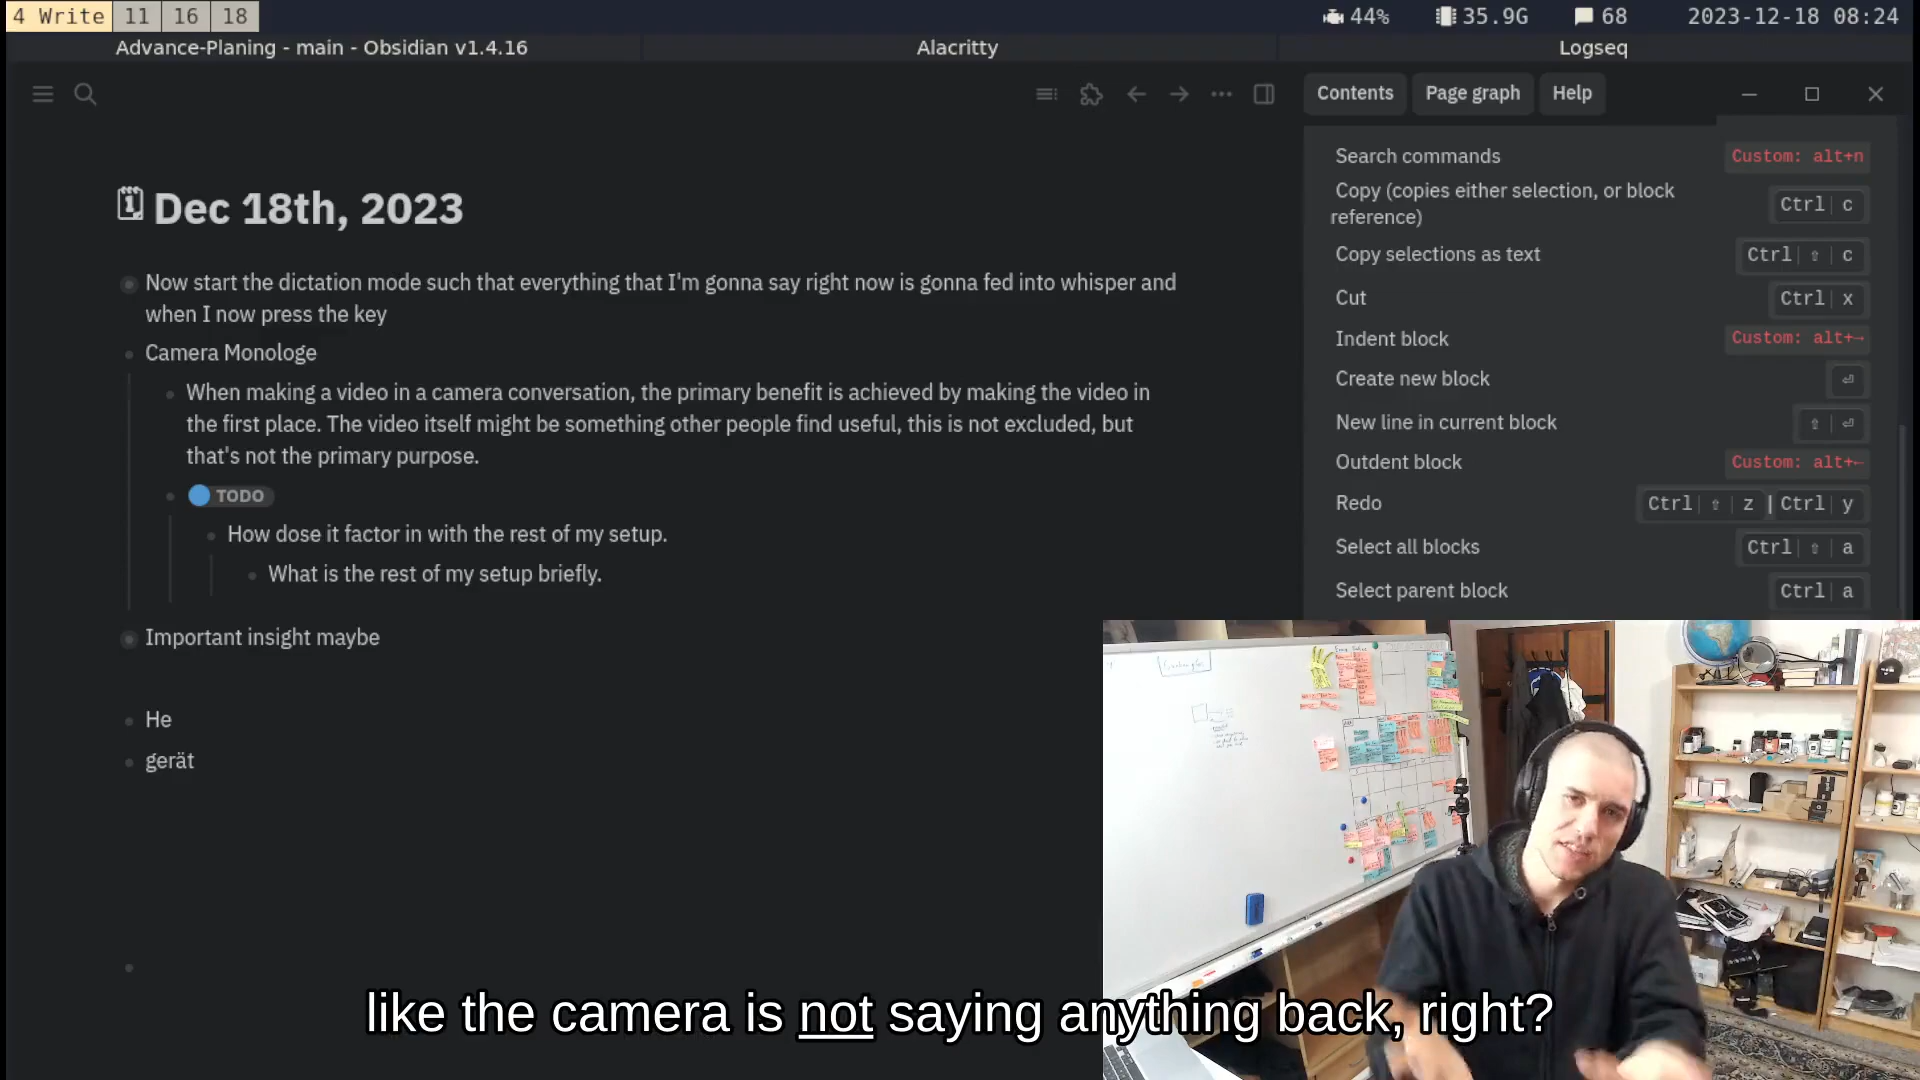 4 Write 11 16 18 44% 35.9G 68 2023-12-18 08:24
Advance-Planing - main - Obsidian v1.4.16 Alacritty Logseq
Contents Page graph Help
Dec 18th, 2023
Now start the dictation mode such that everything that I'm gonna say right now is gonna fed into whisper and
when I now press the key
Camera Monologe
When making a video in a camera conversation, the primary benefit is achieved by making the video in
the first place. The video itself might be something other people find useful, this is not excluded, but
that's not the primary purpose.
TODO
How dose it factor in with the rest of my setup.
What is the rest of my setup briefly.
Important insight maybe
He
gerät
Search commands Custom: alt+n
Copy (copies either selection, or block
reference) Ctrl c
Copy selections as text Ctrl ⇧ c
Cut Ctrl x
Indent block Custom: alt+→
Create new block ⏎
New line in current block ⇧ ⏎
Outdent block Custom: alt+←
Redo Ctrl ⇧ z | Ctrl y
Select all blocks Ctrl ⇧ a
Select parent block Ctrl a
like the camera is not saying anything back, right?